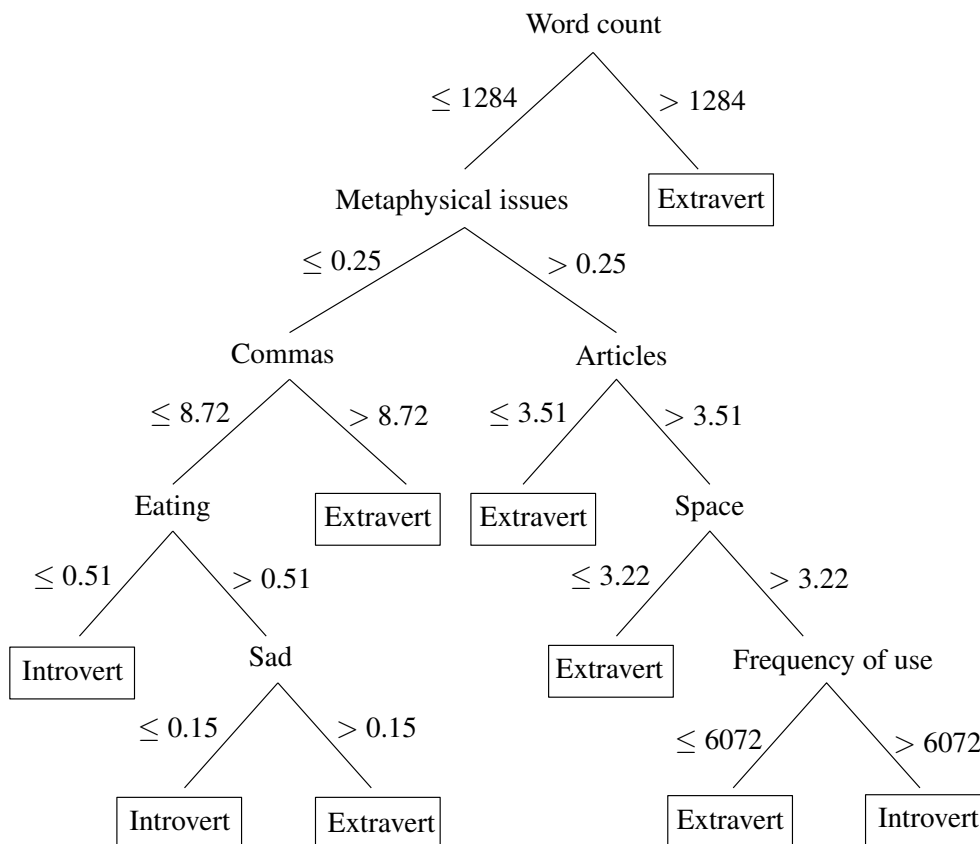 Word count
≤ 1284
> 1284
Metaphysical issues
Extravert
≤ 0.25
> 0.25
Commas
Articles
≤ 8.72
> 8.72
≤ 3.51
> 3.51
Eating
Extravert
Extravert
Space
≤ 0.51
> 0.51
≤ 3.22
> 3.22
Introvert
Sad
Extravert
Frequency of use
≤ 0.15
> 0.15
≤ 6072
> 6072
Introvert
Extravert
Extravert
Introvert